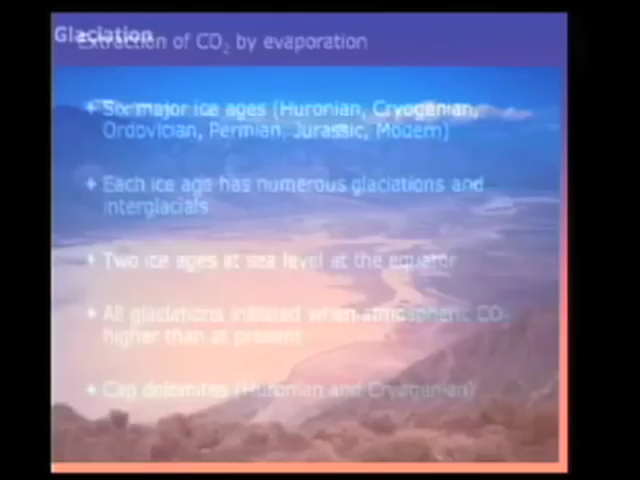 Glaciation
Extraction of CO₂ by evaporation
✦ Six major ice ages (Huronian, Cryogenian,
Ordovician, Permian, Jurassic, Modern)
✦ Each ice age has numerous glaciations and
interglacials
✦ Two ice ages at sea level at the equator
✦ All glaciations initiated when atmospheric CO₂
higher than at present
✦ Cap dolomites (Huronian and Cryogenian)